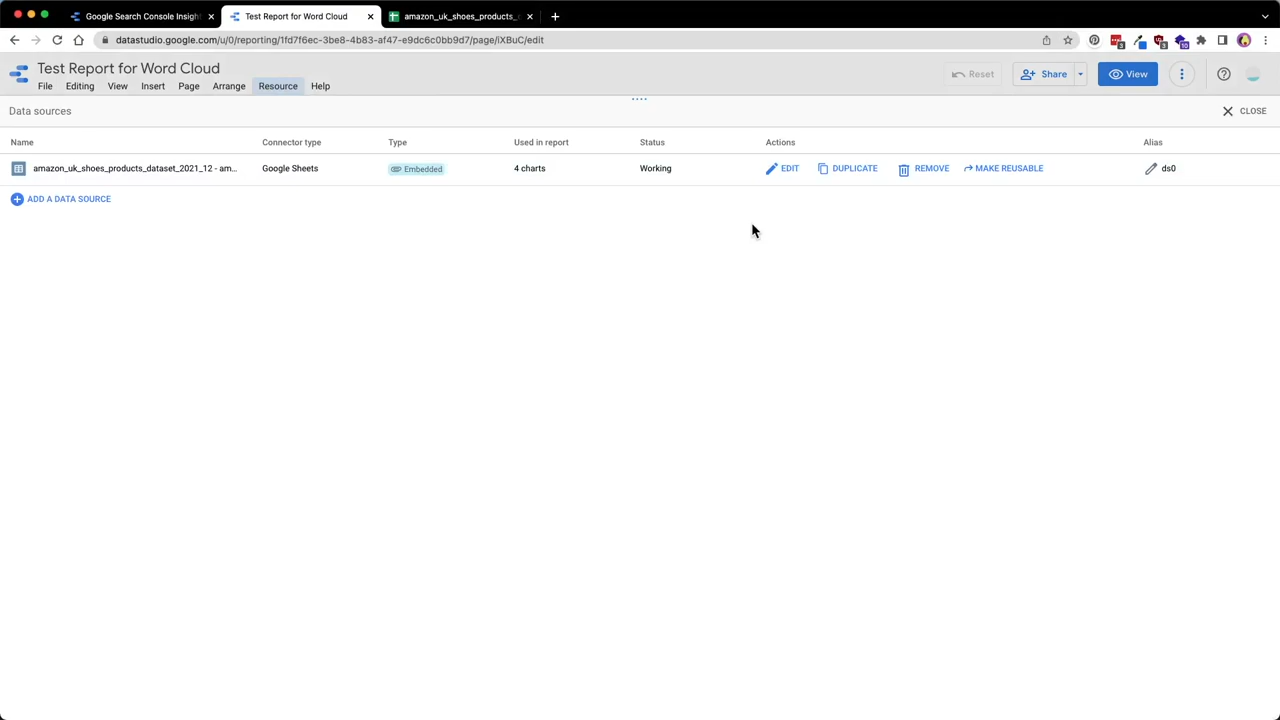 Google Search Console Insigh
Test Report for Word Cloud
amazon_uk_shoes_products_
datastudio.google.com/u/0/reporting/1fd7f6ec-3be8-4b83-af47-e9dc6c0bb9d7/page/iXBuC/edit
Test Report for Word Cloud
File Editing View Insert Page Arrange Resource Help
Reset Share View
Data sources
CLOSE
Name Connector type Type Used in report Status Actions Alias
amazon_uk_shoes_products_dataset_2021_12 - am... Google Sheets Embedded 4 charts Working EDIT DUPLICATE REMOVE MAKE REUSABLE ds0
ADD A DATA SOURCE